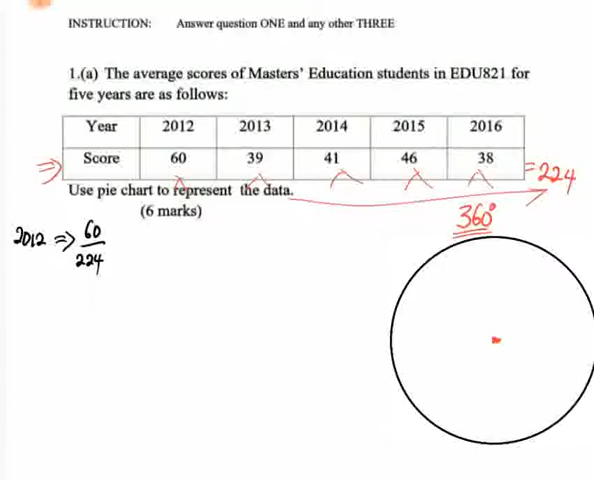 INSTRUCTION: Answer question ONE and any other THREE
1.(a) The average scores of Masters' Education students in EDU821 for
five years are as follows:
Year 2012 2013 2014 2015 2016
Score 60 39 41 46 38 =224
Use pie chart to represent the data.
(6 marks)
360°
2012 => 60/224